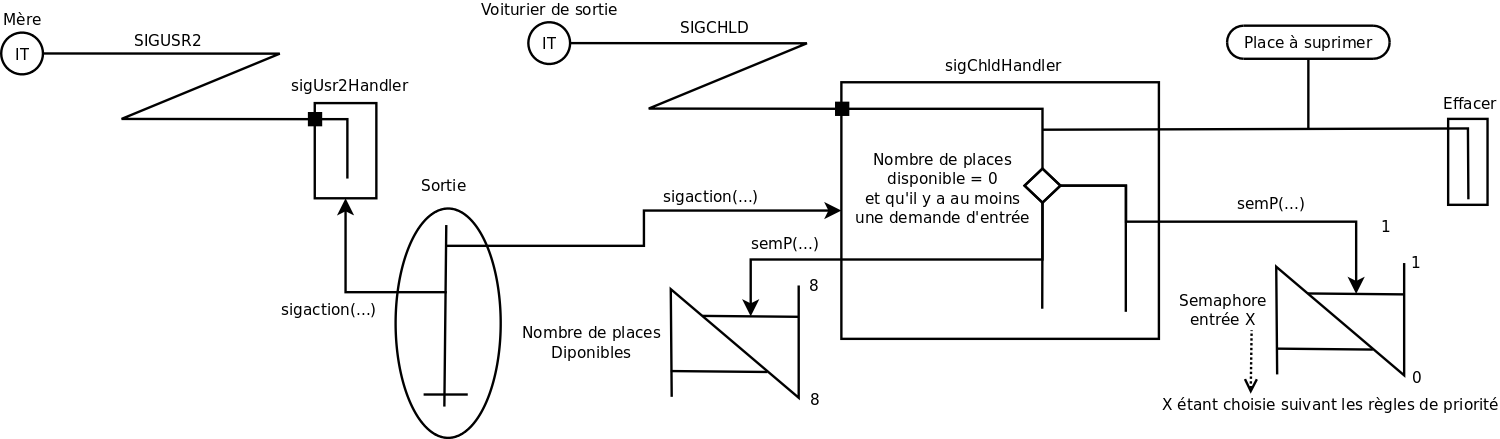 Mère
IT
SIGUSR2
sigUsr2Handler
Voiturier de sortie
IT
SIGCHLD
sigChldHandler
Place à suprimer
Effacer
Sortie
sigaction(...)
sigaction(...)
Nombre de places
disponible = 0
et qu'il y a au moins
une demande d'entrée
semP(...)
semP(...)
Nombre de places
Diponibles
8
8
1
1
0
Semaphore
entrée X
X étant choisie suivant les règles de priorité